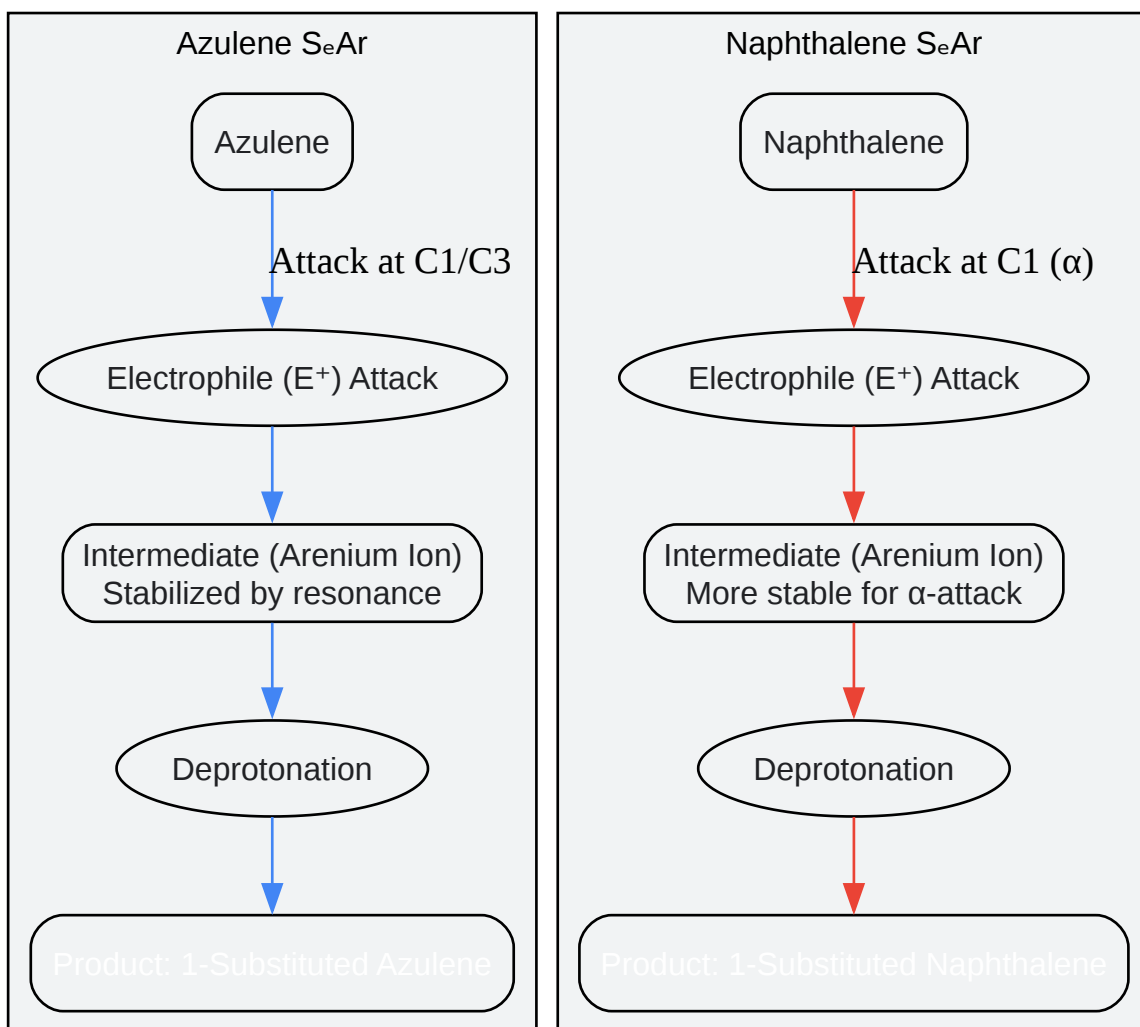 Azulene SₑAr
Azulene
Attack at C1/C3
Electrophile (E⁺) Attack
Intermediate (Arenium Ion)
Stabilized by resonance
Deprotonation
Product: 1-Substituted Azulene
Naphthalene SₑAr
Naphthalene
Attack at C1 (α)
Electrophile (E⁺) Attack
Intermediate (Arenium Ion)
More stable for α-attack
Deprotonation
Product: 1-Substituted Naphthalene